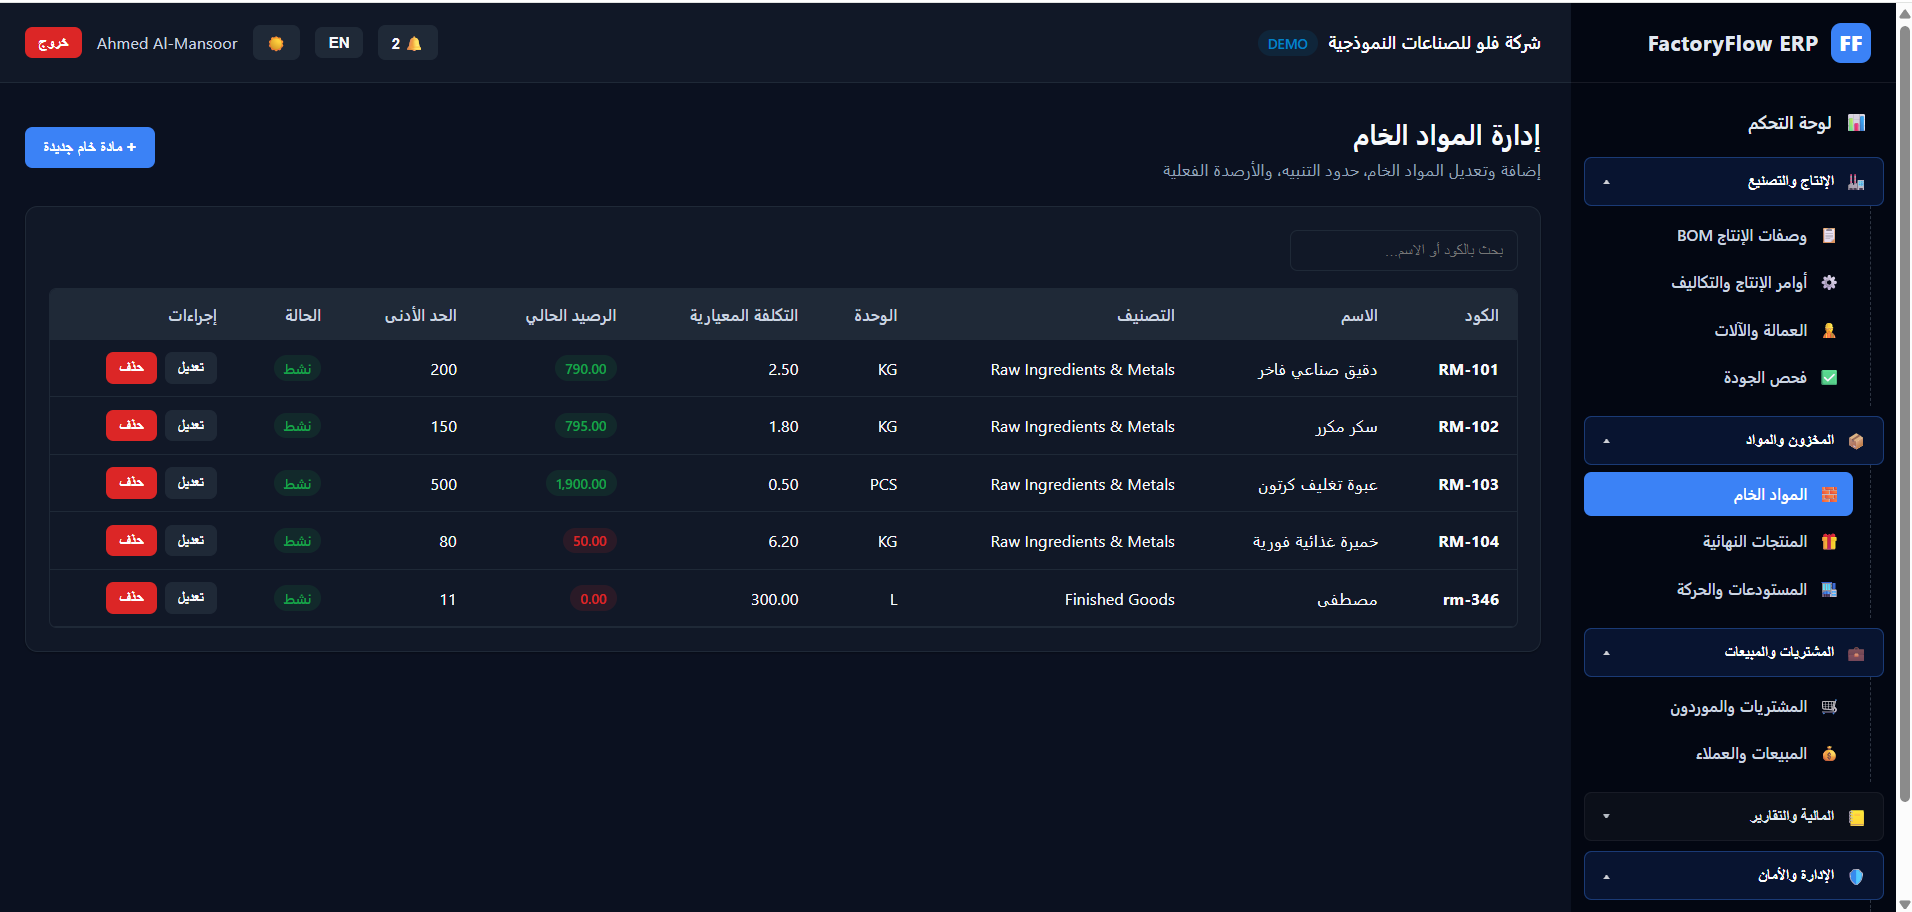 FF FactoryFlow ERP
لوحة التحكم
الإنتاج والتصنيع
وصفات الإنتاج BOM
أوامر الإنتاج والتكاليف
العمالة والآلات
فحص الجودة
المخزون والمواد
المواد الخام
المنتجات النهائية
المستودعات والحركة
المشتريات والمبيعات
المشتريات والموردون
المبيعات والعملاء
المالية والتقارير
الإدارة والأمان
شركة فلو للصناعات النموذجية DEMO 2 EN Ahmed Al-Mansoor خروج
إدارة المواد الخام
+ مادة خام جديدة
إضافة وتعديل المواد الخام، حدود التنبيه، والأرصدة الفعلية
بحث بالكود أو الاسم...
الكود الاسم التصنيف الوحدة التكلفة المعيارية الرصيد الحالي الحد الأدنى الحالة إجراءات
RM-101 دقيق صناعي فاخر Raw Ingredients & Metals KG 2.50 790.00 200 نشط تعديل حذف
RM-102 سكر مكرر Raw Ingredients & Metals KG 1.80 795.00 150 نشط تعديل حذف
RM-103 عبوة تغليف كرتون Raw Ingredients & Metals PCS 0.50 1,900.00 500 نشط تعديل حذف
RM-104 خميرة غذائية فورية Raw Ingredients & Metals KG 6.20 50.00 80 نشط تعديل حذف
rm-346 مصطفى Finished Goods L 300.00 0.00 11 نشط تعديل حذف